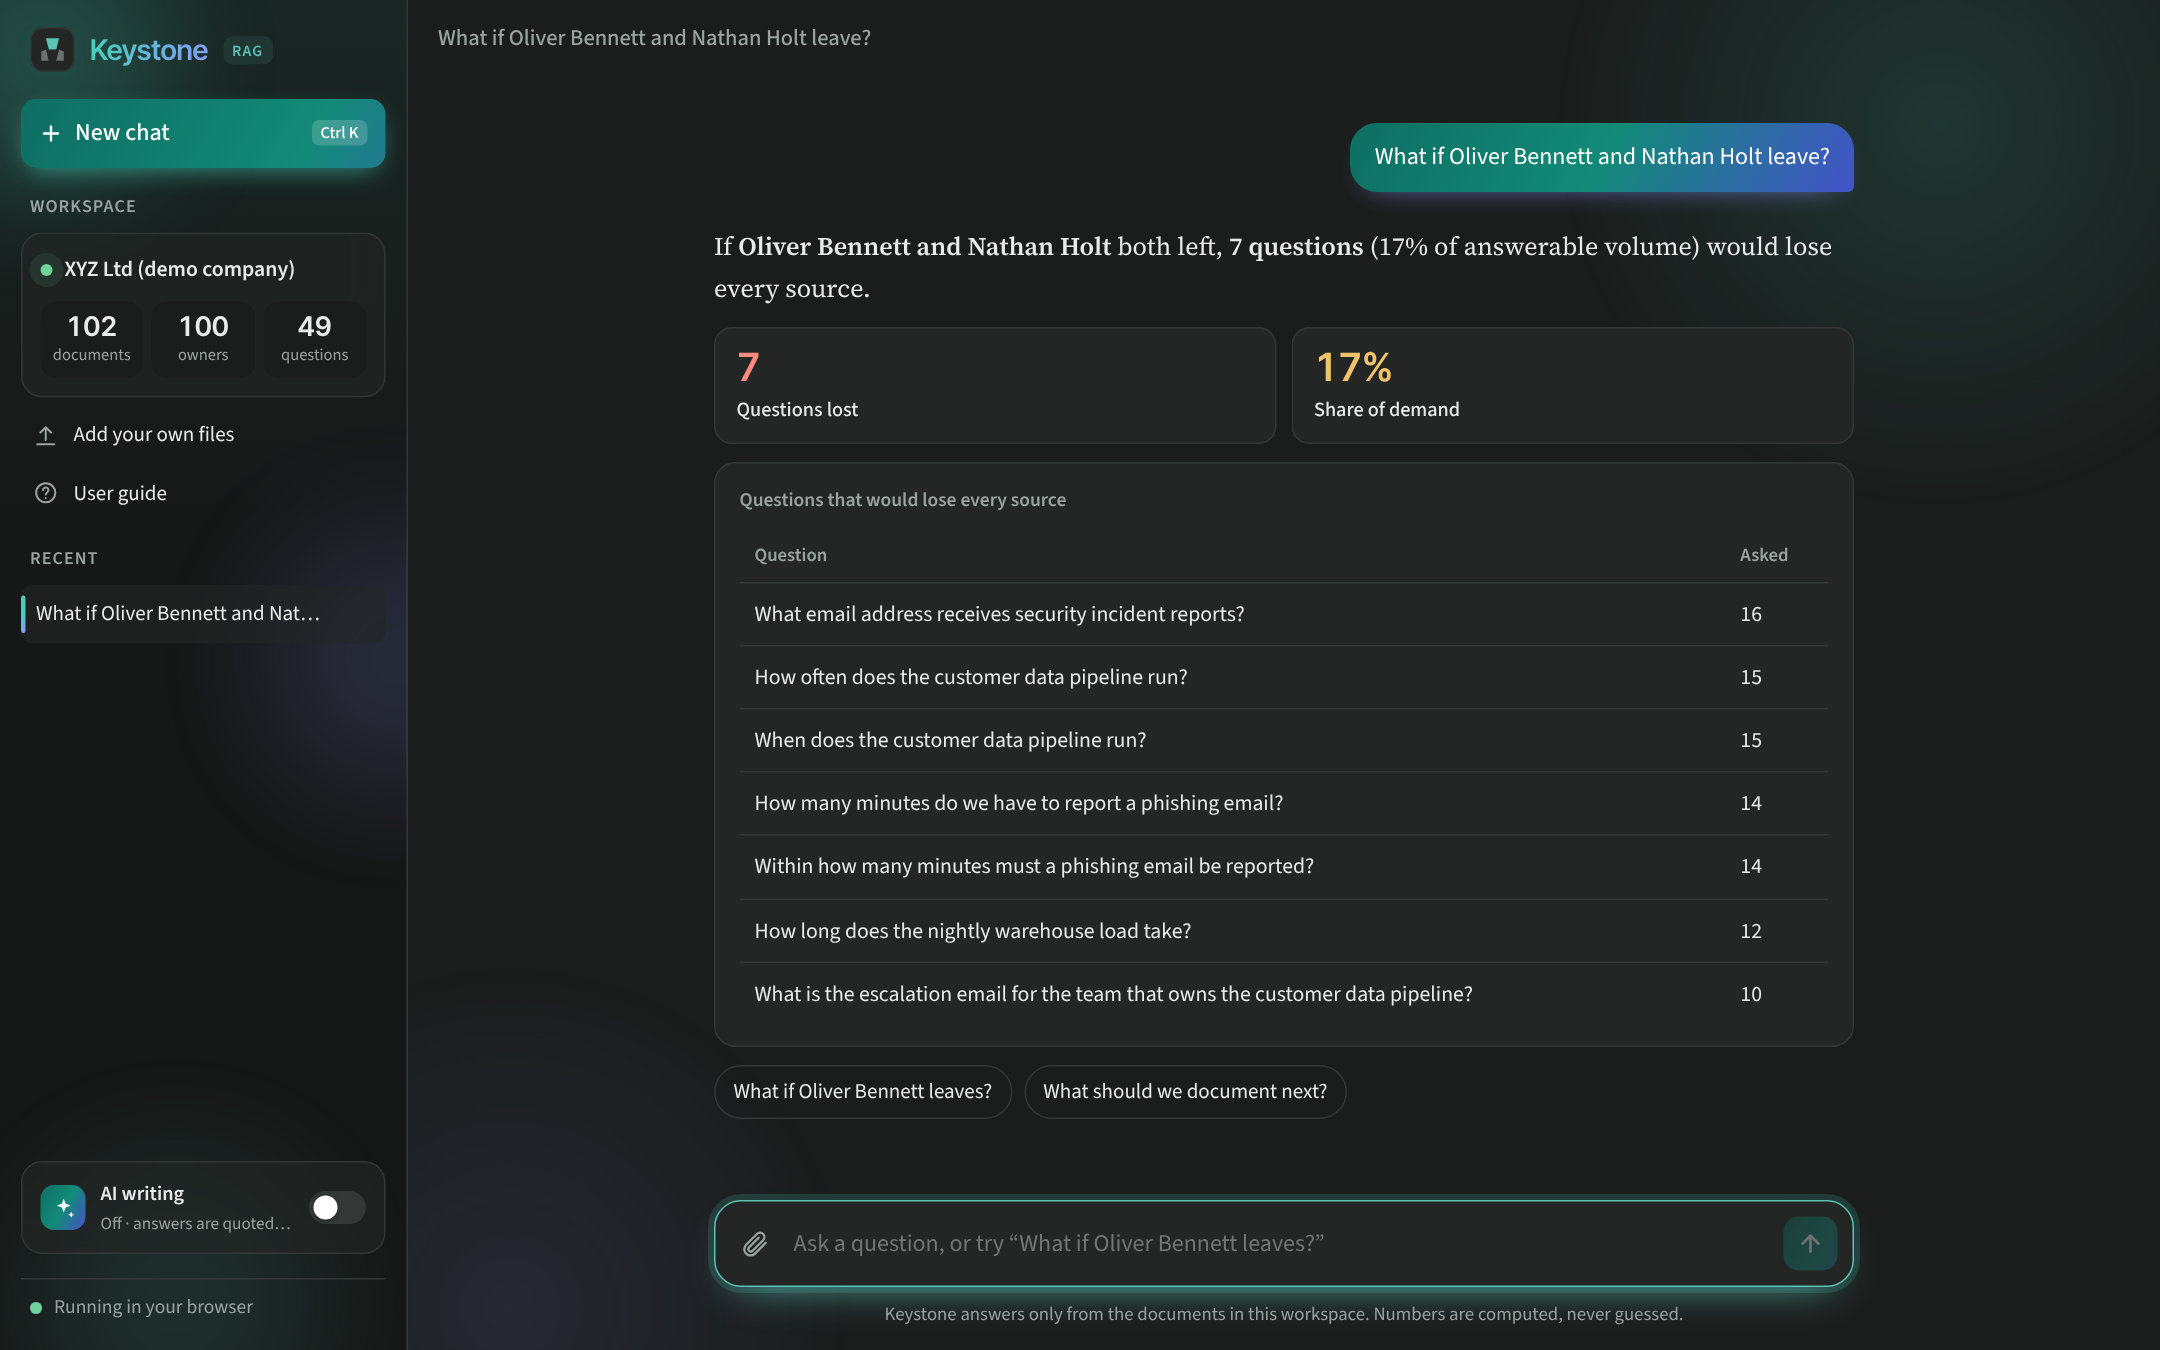 Keystone RAG
New chat Ctrl K
WORKSPACE
XYZ Ltd (demo company)
102 100 49
documents owners questions
Add your own files
User guide
RECENT
What if Oliver Bennett and Nat…
AI writing
Off · answers are quoted…
Running in your browser
What if Oliver Bennett and Nathan Holt leave?
What if Oliver Bennett and Nathan Holt leave?
If Oliver Bennett and Nathan Holt both left, 7 questions (17% of answerable volume) would lose
every source.
7
Questions lost
17%
Share of demand
Questions that would lose every source
Question Asked
What email address receives security incident reports? 16
How often does the customer data pipeline run? 15
When does the customer data pipeline run? 15
How many minutes do we have to report a phishing email? 14
Within how many minutes must a phishing email be reported? 14
How long does the nightly warehouse load take? 12
What is the escalation email for the team that owns the customer data pipeline? 10
What if Oliver Bennett leaves? What should we document next?
Ask a question, or try “What if Oliver Bennett leaves?”
Keystone answers only from the documents in this workspace. Numbers are computed, never guessed.